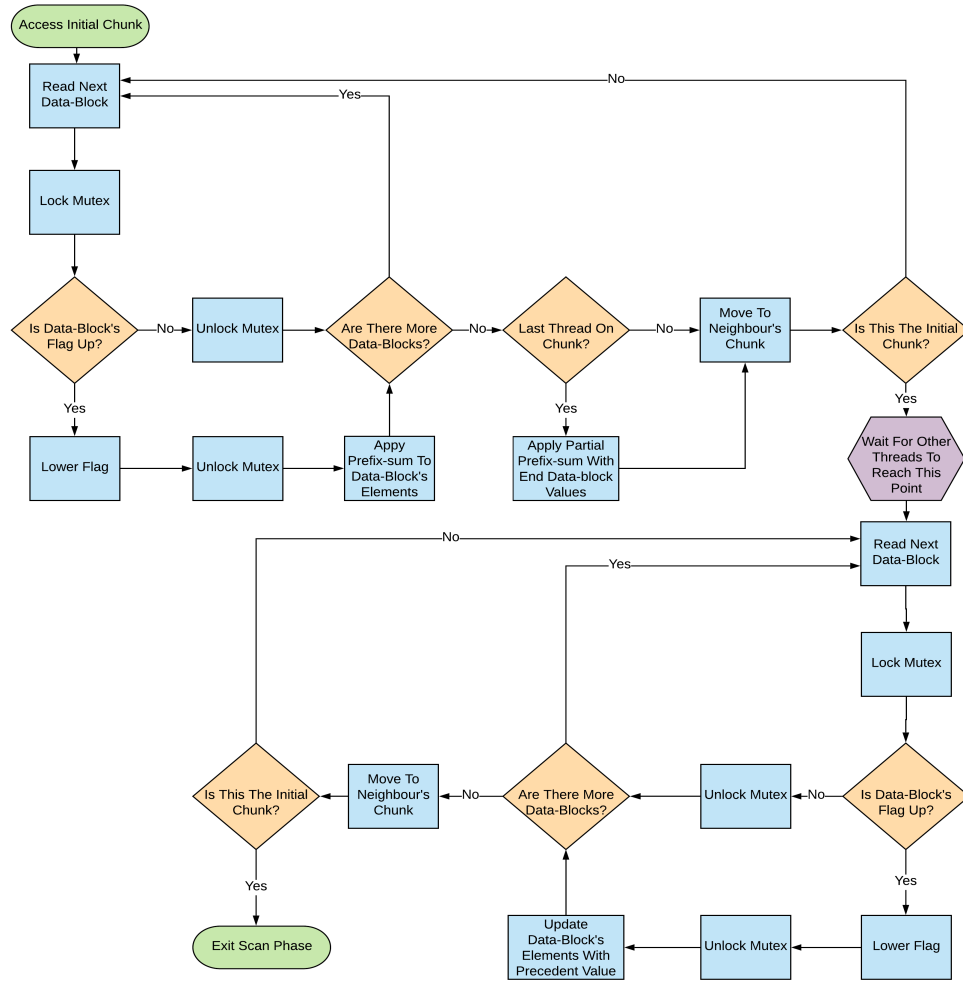 Access Initial Chunk
Read Next
Data-Block
No
Yes
Lock Mutex
Is Data-Block's
Flag Up?
No
Unlock Mutex
Are There More
Data-Blocks?
No
Last Thread On
Chunk?
No
Move To
Neighbour's
Chunk
Is This The Initial
Chunk?
Yes
Yes
Yes
Lower Flag
Unlock Mutex
Appy
Prefix-sum To
Data-Block's
Elements
Apply Partial
Prefix-sum With
End Data-block
Values
Wait For Other
Threads To
Reach This
Point
No
Yes
Read Next
Data-Block
Lock Mutex
Is This The Initial
Chunk?
Move To
Neighbour's
Chunk
No
Are There More
Data-Blocks?
Unlock Mutex
No
Is Data-Block's
Flag Up?
Yes
Yes
Exit Scan Phase
Update
Data-Block's
Elements With
Precedent Value
Unlock Mutex
Lower Flag